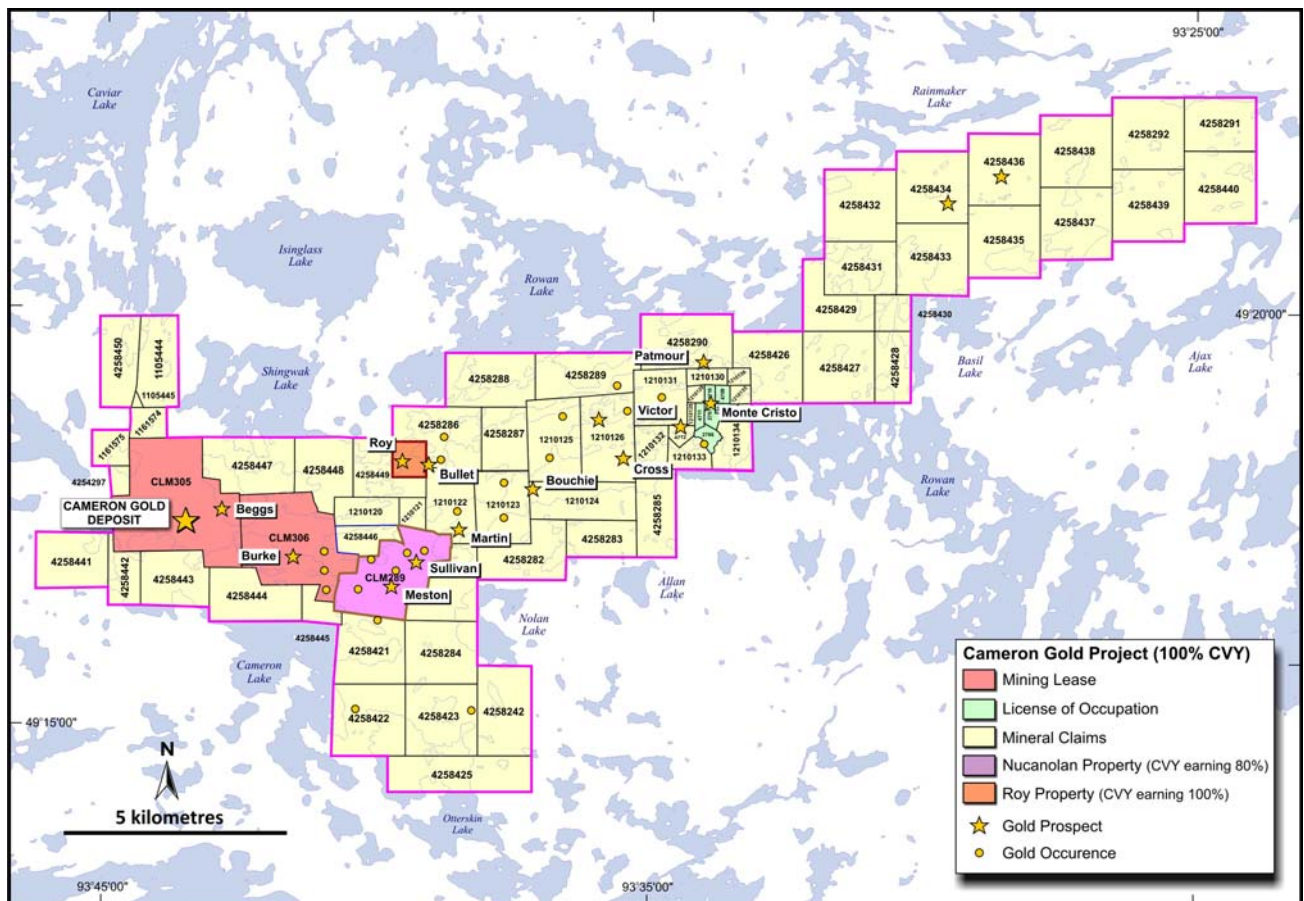 93°25'00"
Caviar
Lake
Rainmaker
Lake
4258291
4258292
4258438
4258436
4258434
4258440
4258432
4258439
4258437
4258435
4258433
4258431
Isinglass
Lake
Rowan
Lake
4258429
4258430
49°20'00"
4258450
1105444
4258290
Patmour
4258426
4258427
4258428
Basil
Lake
Ajax
Lake
Shingwak
Lake
4258288
4258289
1210131
1210130
1105445
1161574
1161575
4258286
4258287
1210125
1210126
Victor
Monte Cristo
1210132
1210133
1210134
4258447
4258448
4258449
Roy
Bullet
Cross
Bouchie
4254297
CLM305
CAMERON GOLD
DEPOSIT
Beggs
1210120
1210121
1210122
1210123
1210124
4258285
Rowan
Lake
4258446
Martin
4258283
4258282
4258441
4258442
4258443
Burke
CLM306
Sullivan
CLM289
Meston
4258444
4258445
Allan
Lake
Nolan
Lake
Cameron
Lake
4258421
4258284
4258422
4258423
4258242
4258425
49°15'00"
N
5 kilometres
Otterskin
Lake
93°45'00"
93°35'00"
Cameron Gold Project (100% CVY)
Mining Lease
License of Occupation
Mineral Claims
Nucanolan Property (CVY earning 80%)
Roy Property (CVY earning 100%)
Gold Prospect
Gold Occurence